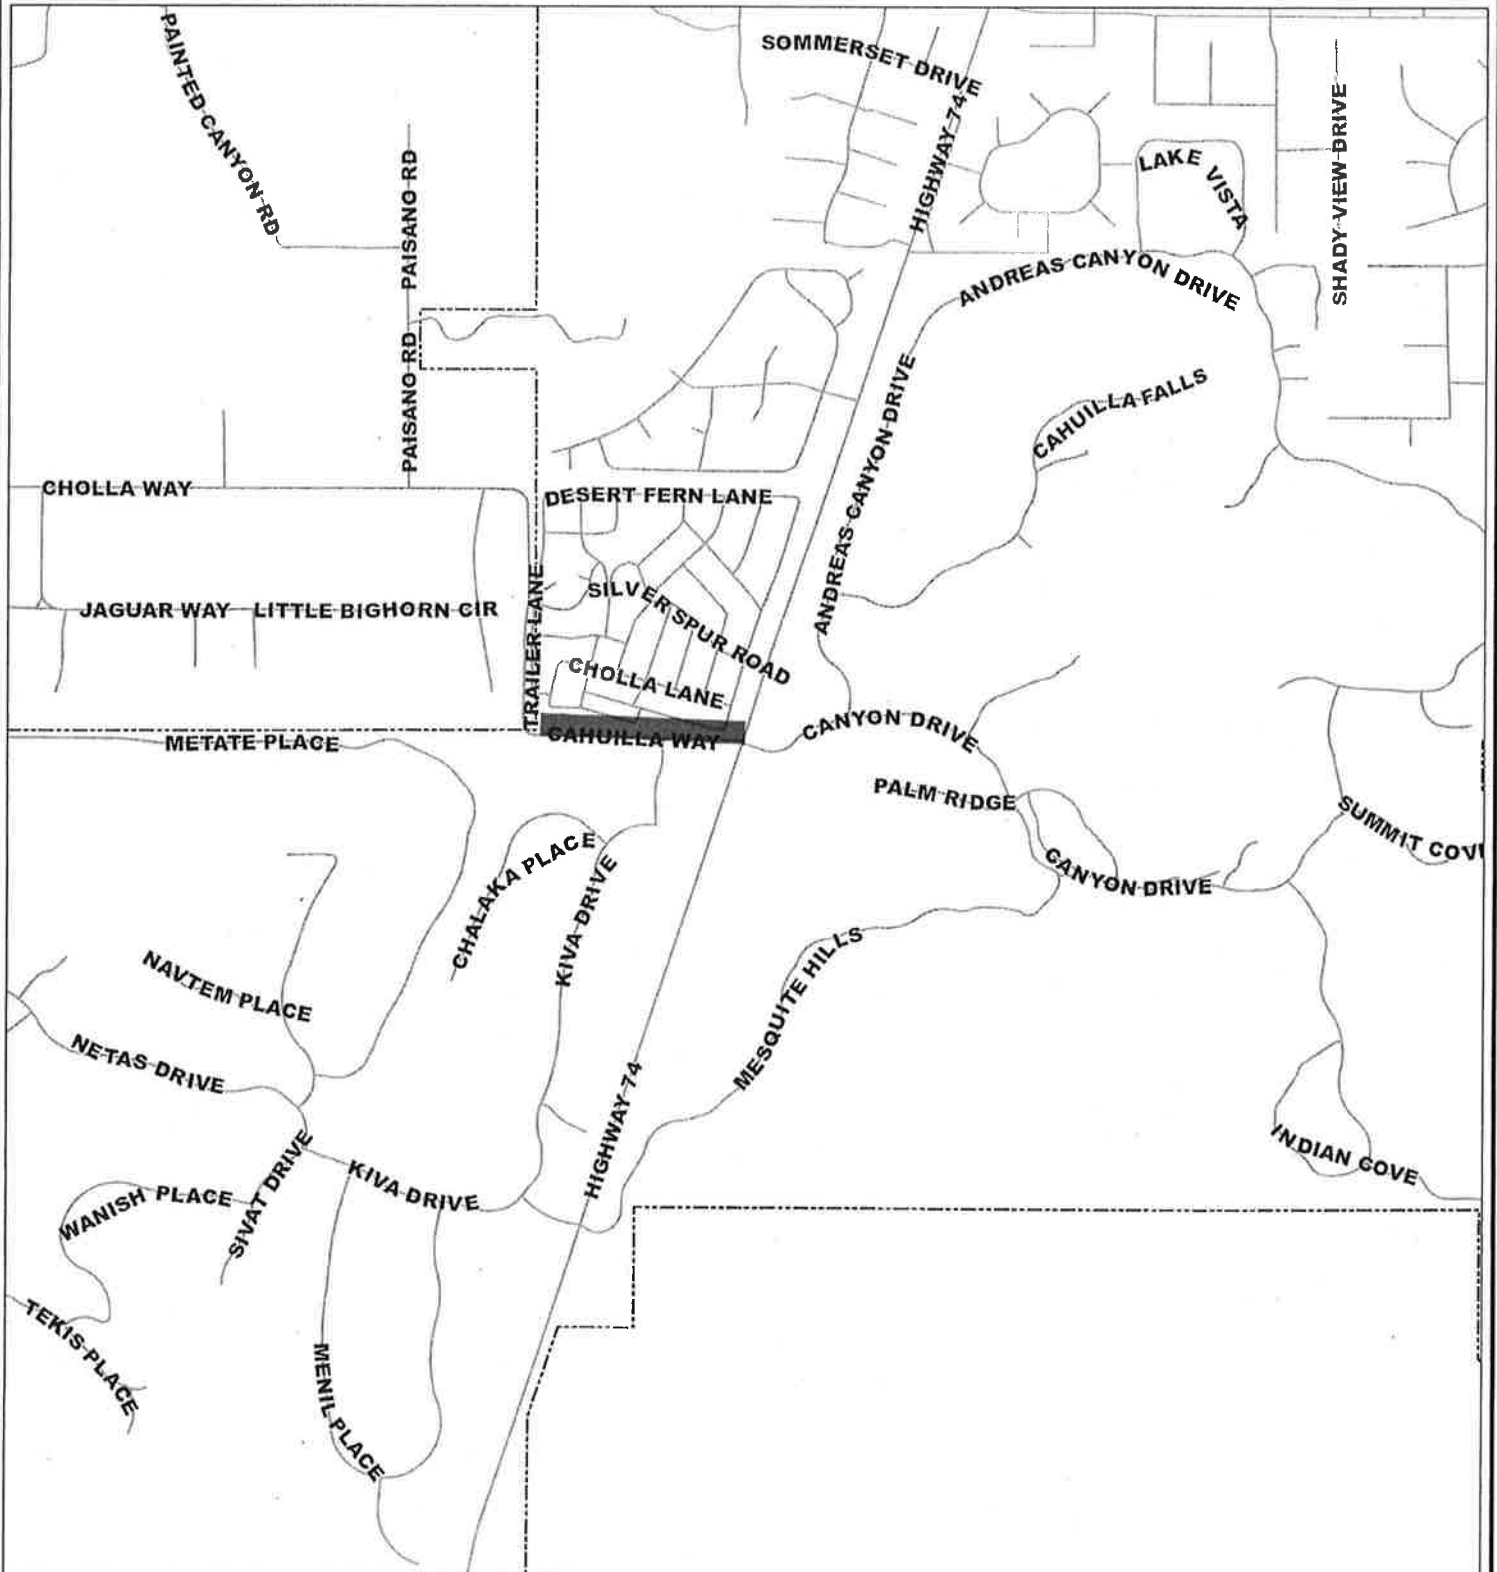 SOMMERSET DRIVE
PAINTED CANYON RD
PAISANO RD
HIGHWAY 74
LAKE VISTA
SHADY VIEW DRIVE
ANDREAS CANYON DRIVE
PAISANO RD
ANDREAS CANYON DRIVE
CAHUILLA FALLS
CHOLLA WAY
DESERT FERN LANE
JAGUAR WAY
LITTLE BIGHORN CIR
TRAILER LANE
SILVER SPUR ROAD
CHOLLA LANE
CAHUILLA WAY
METATE PLACE
CANYON DRIVE
PALM RIDGE
SUMMIT COV
CHALAKA PLACE
KIVA DRIVE
CANYON DRIVE
NAVTEM PLACE
MESQUITE HILLS
NETAS DRIVE
HIGHWAY 74
INDIAN COVE
SIVAT DRIVE
KIVA DRIVE
WANISH PLACE
TEKIS PLACE
MENIL PLACE